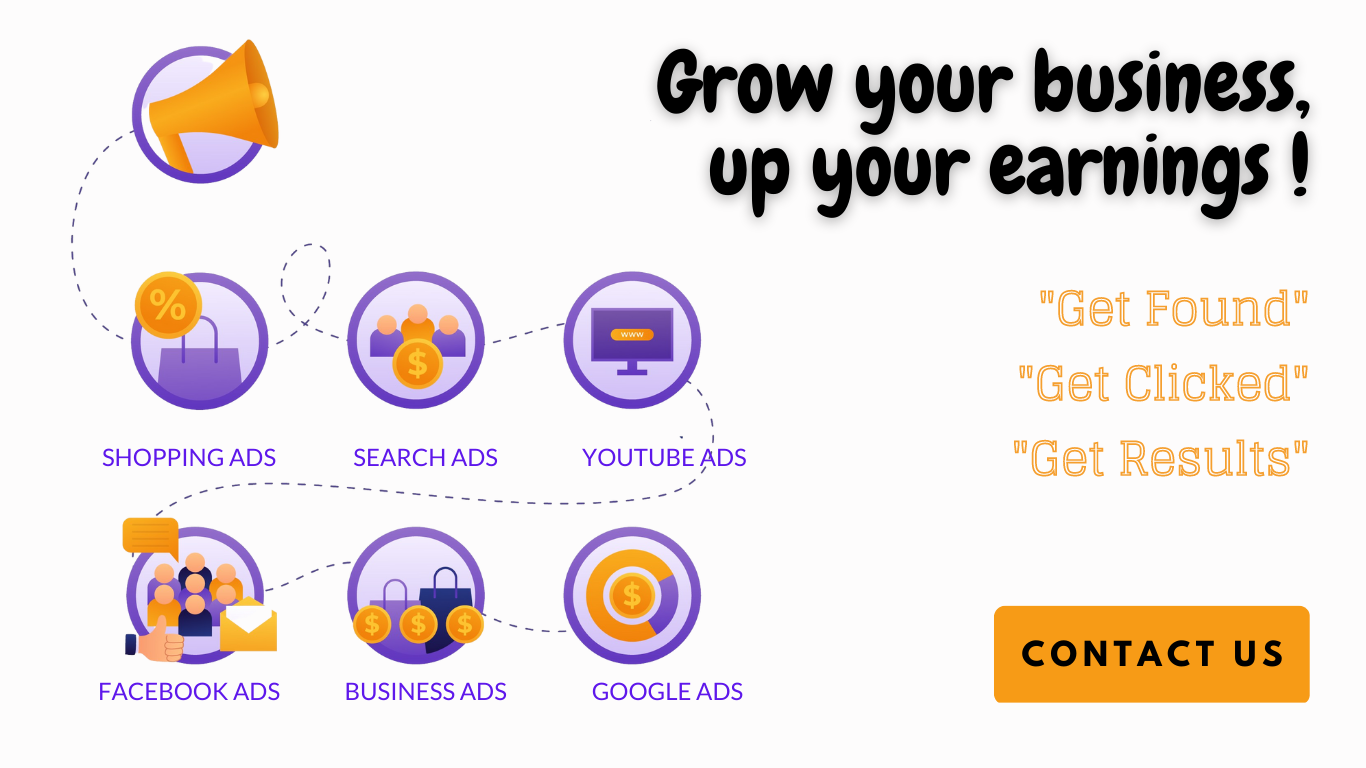 Grow your business,
up your earnings !
"Get Found"
"Get Clicked"
"Get Results"
%
$
www
SHOPPING ADS
SEARCH ADS
YOUTUBE ADS
$ $ $
$
FACEBOOK ADS
BUSINESS ADS
GOOGLE ADS
CONTACT US